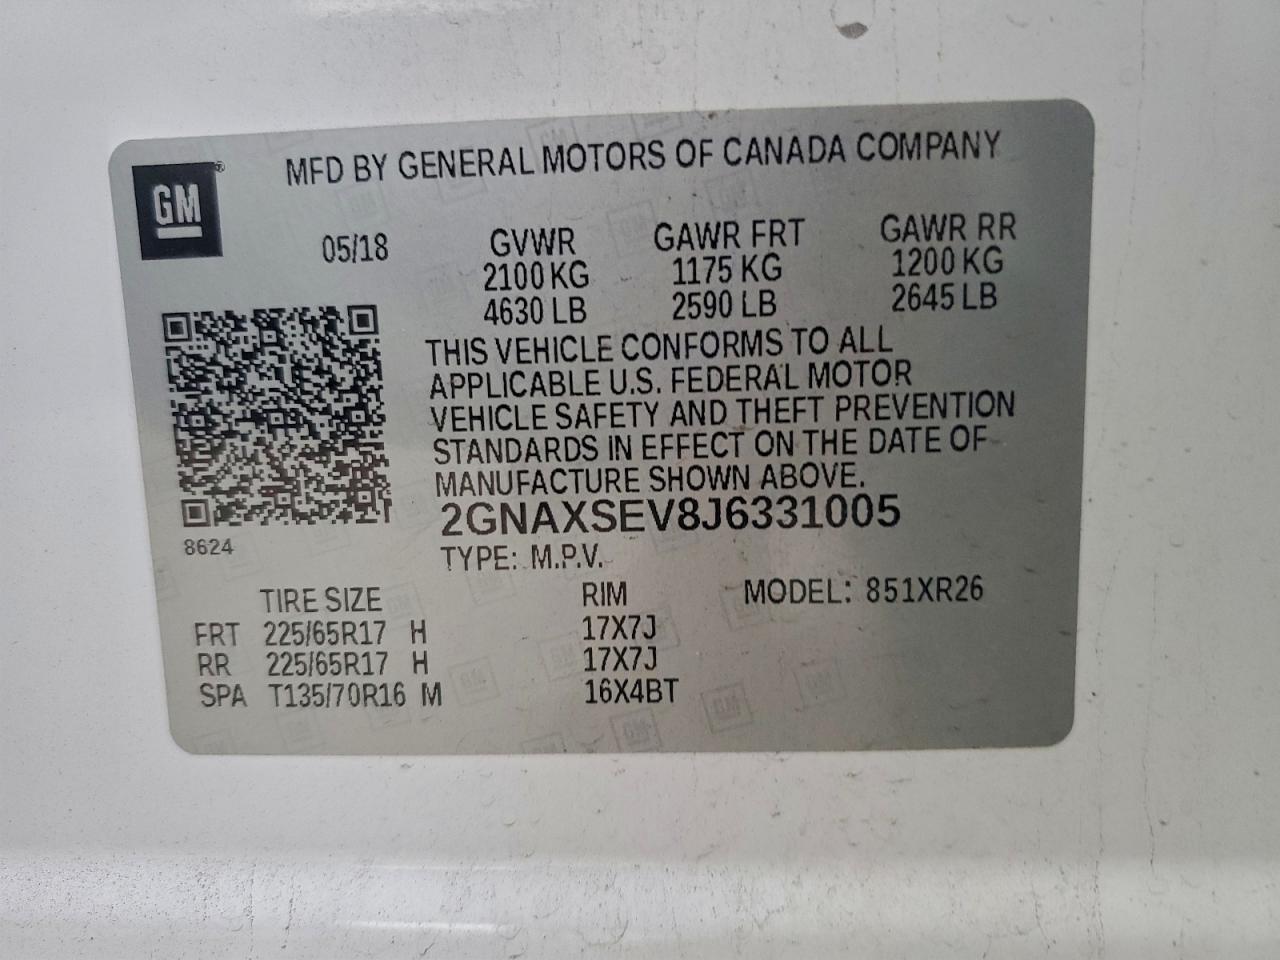 GM®
MFD BY GENERAL MOTORS OF CANADA COMPANY
05/18
GVWR GAWR FRT GAWR RR
2100 KG 1175 KG 1200 KG
4630 LB 2590 LB 2645 LB
THIS VEHICLE CONFORMS TO ALL
APPLICABLE U.S. FEDERAL MOTOR
VEHICLE SAFETY AND THEFT PREVENTION
STANDARDS IN EFFECT ON THE DATE OF
MANUFACTURE SHOWN ABOVE.
2GNAXSEV8J6331005
8624
TYPE: M.P.V.
TIRE SIZE RIM MODEL: 851XR26
FRT 225/65R17 H 17X7J
RR 225/65R17 H 17X7J
SPA T135/70R16 M 16X4BT